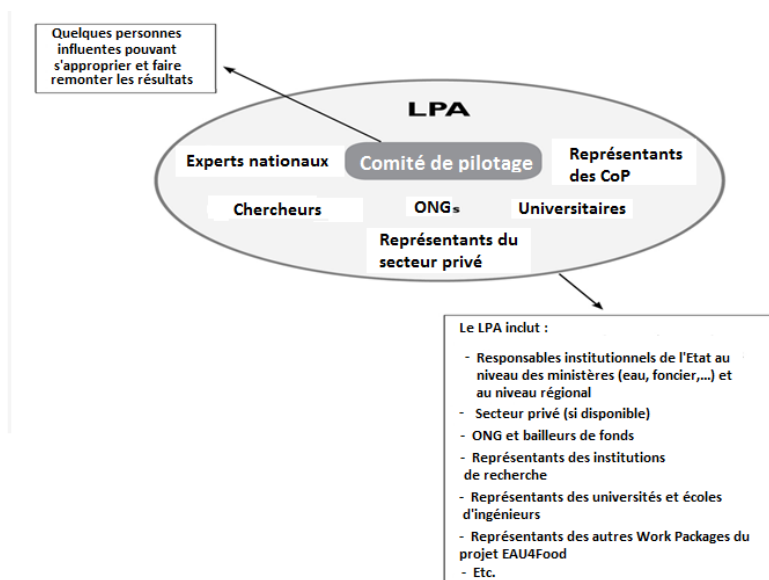 Quelques personnes
influentes pouvant
s'approprier et faire
remonter les résultats
LPA
Experts nationaux
Comité de pilotage
Représentants
des CoP
Chercheurs
ONGs
Universitaires
Représentants du
secteur privé
Le LPA inclut :
- Responsables institutionnels de l'Etat au
niveau des ministères (eau, foncier,...) et
au niveau régional
- Secteur privé (si disponible)
- ONG et bailleurs de fonds
- Représentants des institutions
de recherche
- Représentants des universités et écoles
d'ingénieurs
- Représentants des autres Work Packages du
projet EAU4Food
- Etc.